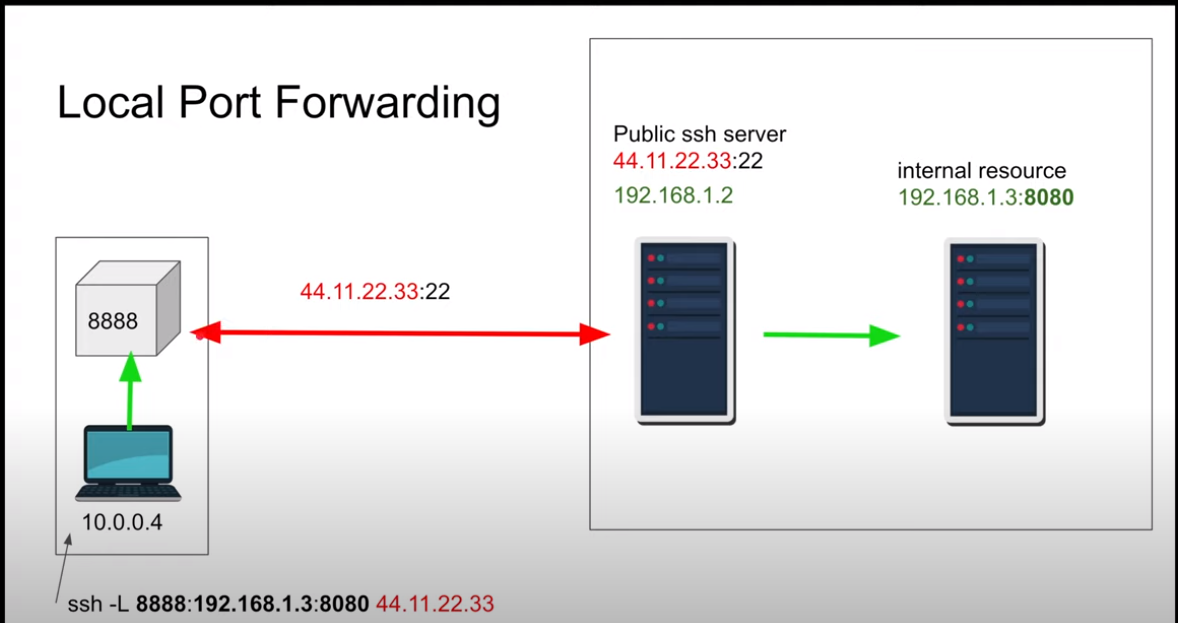 Local Port Forwarding
Public ssh server
44.11.22.33:22
192.168.1.2
internal resource
192.168.1.3:8080
44.11.22.33:22
8888
10.0.0.4
ssh -L 8888:192.168.1.3:8080 44.11.22.33